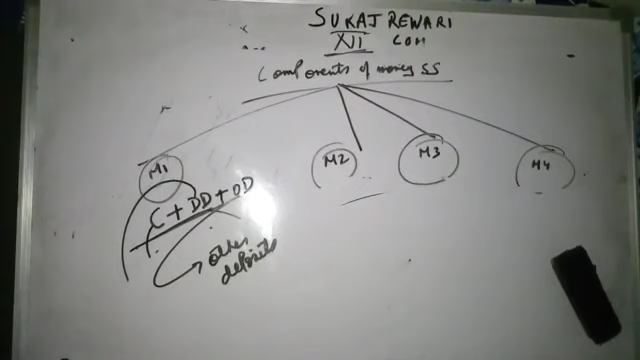 SURAJ REWARI
XII COM
Components of money SS
M1 M2 M3 M4
C + DD + OD
other
deposits